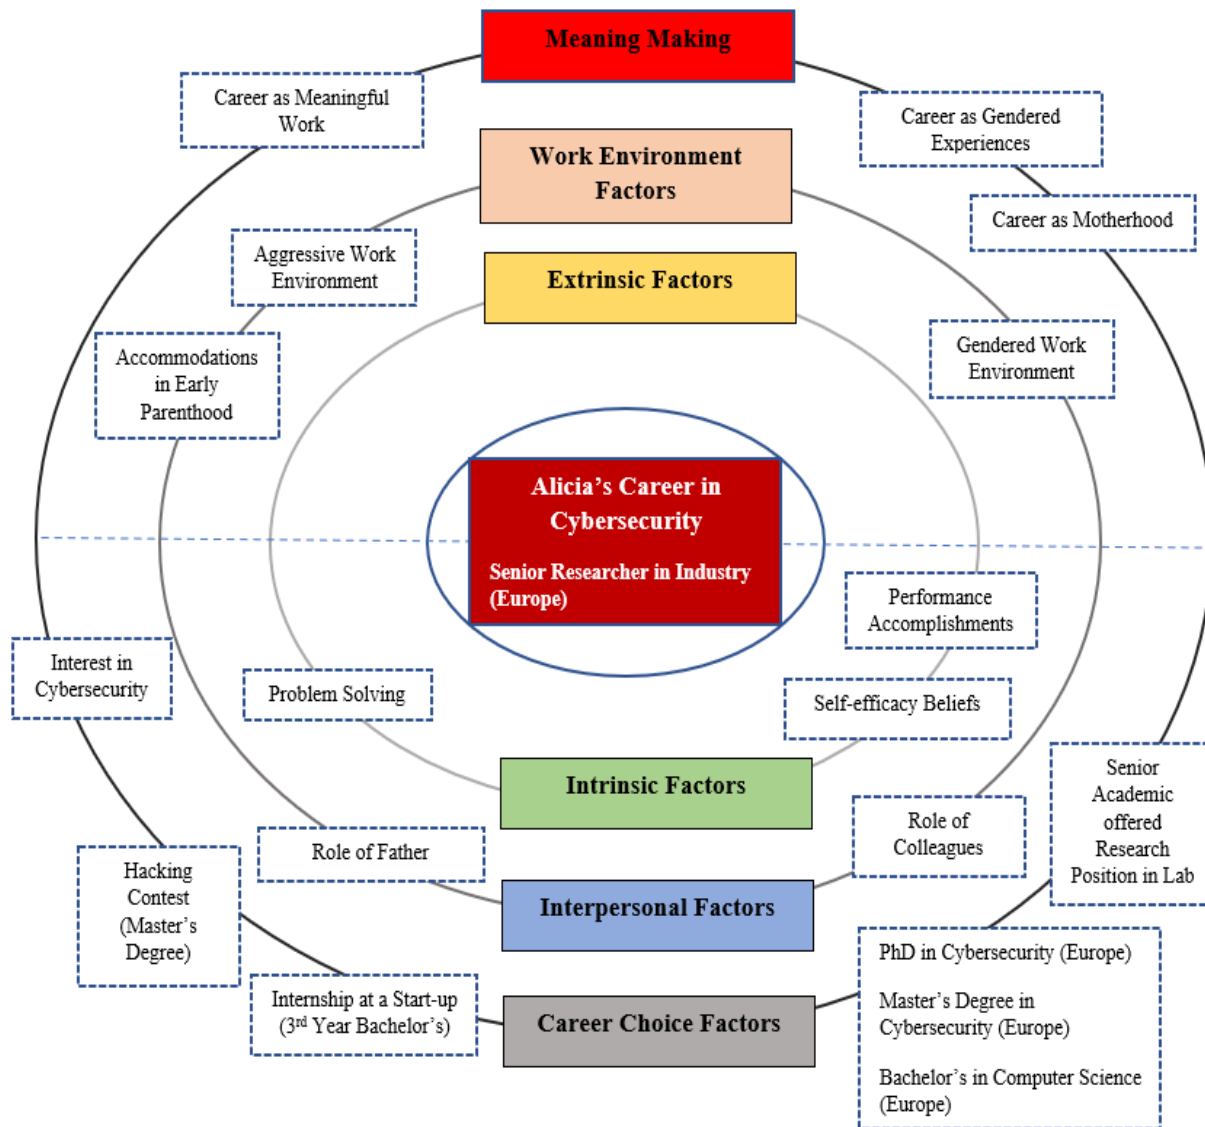 Meaning Making
Career as Meaningful
Work
Career as Gendered
Experiences
Work Environment
Factors
Career as Motherhood
Aggressive Work
Environment
Extrinsic Factors
Accommodations
in Early
Parenthood
Gendered Work
Environment
Alicia’s Career in
Cybersecurity
Senior Researcher in Industry
(Europe)
Performance
Accomplishments
Interest in
Cybersecurity
Problem Solving
Self-efficacy Beliefs
Intrinsic Factors
Senior
Academic
offered
Research
Position in Lab
Role of Father
Role of
Colleagues
Hacking
Contest
(Master’s
Degree)
Interpersonal Factors
PhD in Cybersecurity (Europe)
Master’s Degree in
Cybersecurity (Europe)
Bachelor’s in Computer Science
(Europe)
Internship at a Start-up
(3rd Year Bachelor’s)
Career Choice Factors